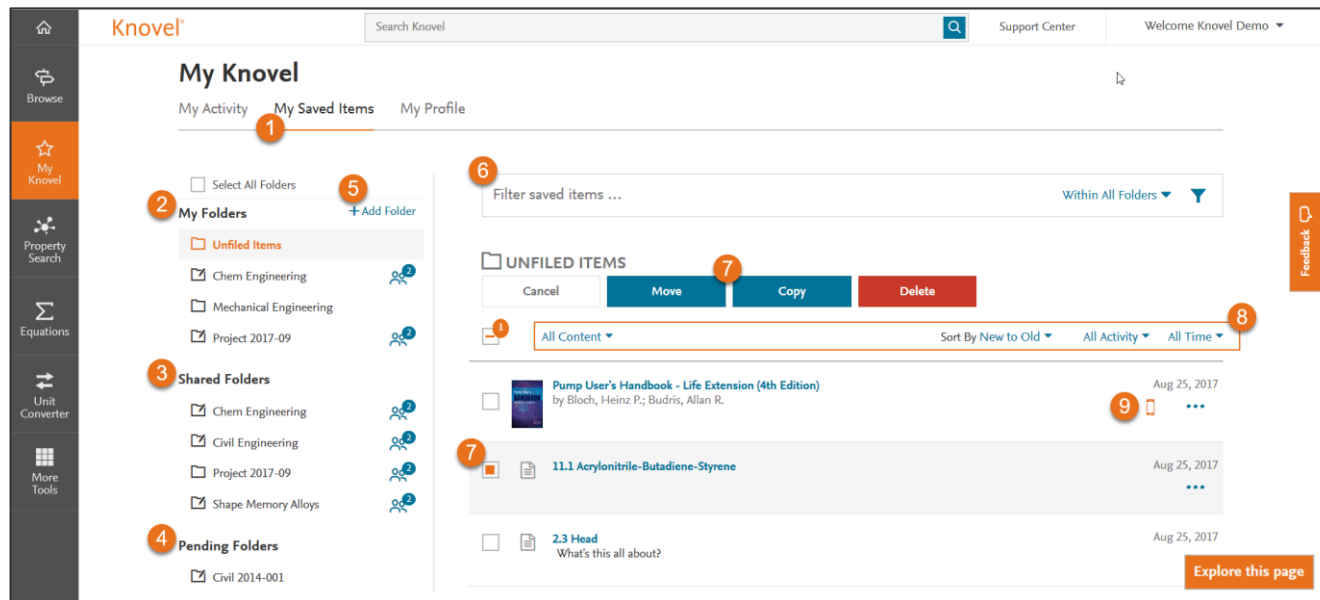 Knovel®
Search Knovel
Support Center
Welcome Knovel Demo
Browse
My Knovel
Property Search
Equations
Unit Converter
More Tools
My Knovel
My Activity My Saved Items My Profile
1
Select All Folders
5
2
My Folders
+ Add Folder
Unfiled Items
Chem Engineering 2
Mechanical Engineering
Project 2017-09 2
3
Shared Folders
Chem Engineering 2
Civil Engineering 2
Project 2017-09 2
Shape Memory Alloys 2
4
Pending Folders
Civil 2014-001
6
Filter saved items ...
Within All Folders
UNFILED ITEMS
7
Cancel Move Copy Delete
8
1
All Content Sort By New to Old All Activity All Time
Pump User's Handbook - Life Extension (4th Edition)
by Bloch, Heinz P.; Budris, Allan R.
Aug 25, 2017
9
7
11.1 Acrylonitrile-Butadiene-Styrene
Aug 25, 2017
2.3 Head
What's this all about?
Aug 25, 2017
Feedback
Explore this page